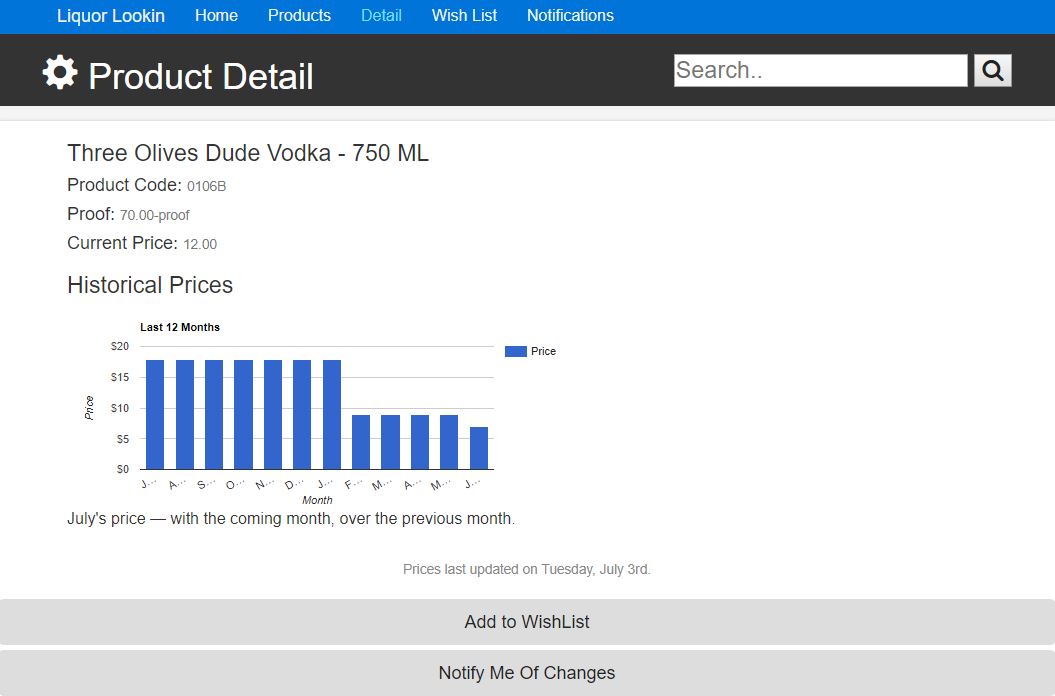 Liquor Lookin Home Products Detail Wish List Notifications
Product Detail
Search..
Three Olives Dude Vodka - 750 ML
Product Code: 0106B
Proof: 70.00-proof
Current Price: 12.00
Historical Prices
Last 12 Months
$20
$15
$10
$5
$0
Price
Price
J... A... S... O... N... D... J... F... M... A... M... J...
Month
July's price — with the coming month, over the previous month.
Prices last updated on Tuesday, July 3rd.
Add to WishList
Notify Me Of Changes